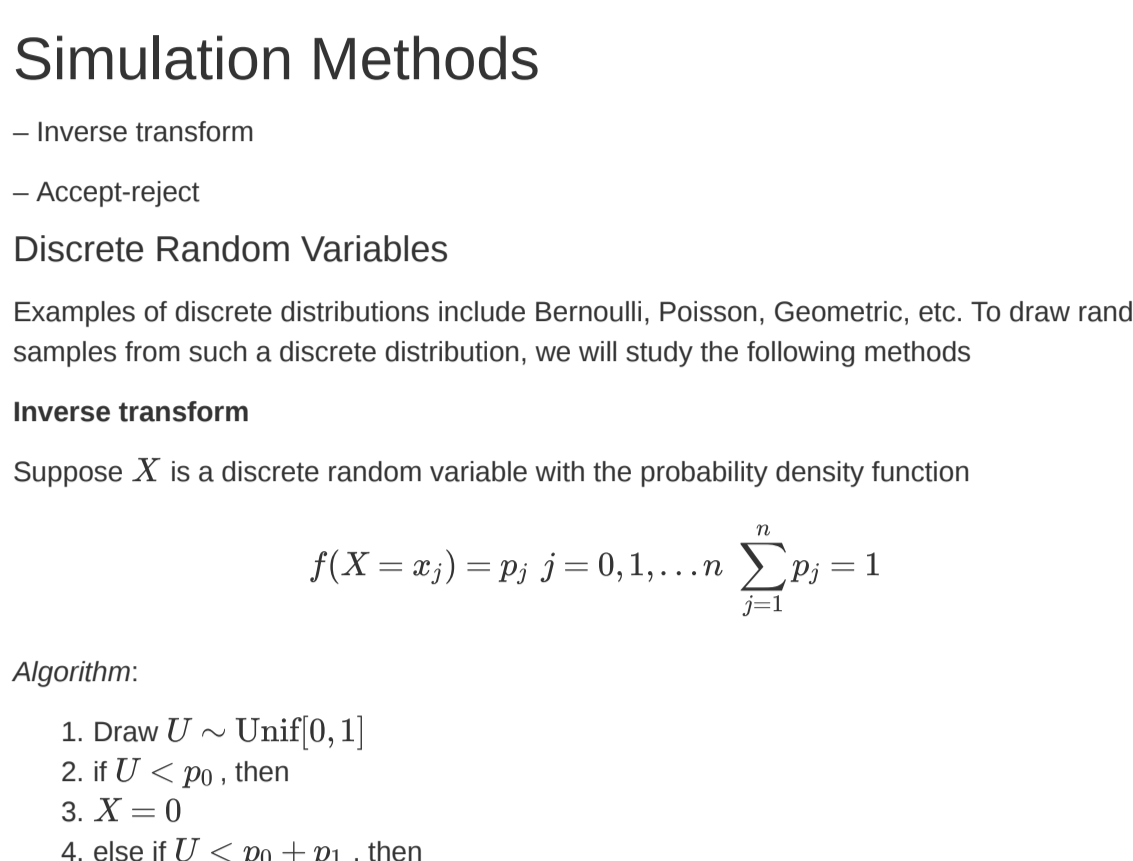 Simulation Methods
– Inverse transform
– Accept-reject
Discrete Random Variables
Examples of discrete distributions include Bernoulli, Poisson, Geometric, etc. To draw rand
samples from such a discrete distribution, we will study the following methods
Inverse transform
Suppose X is a discrete random variable with the probability density function
f(X = x_j) = p_j j = 0, 1, … n ∑_{j=1}^{n} p_j = 1
Algorithm:
1. Draw U ∼ Unif[0, 1]
2. if U < p_0 , then
3. X = 0
4. else if U < p_0 + p_1 , then